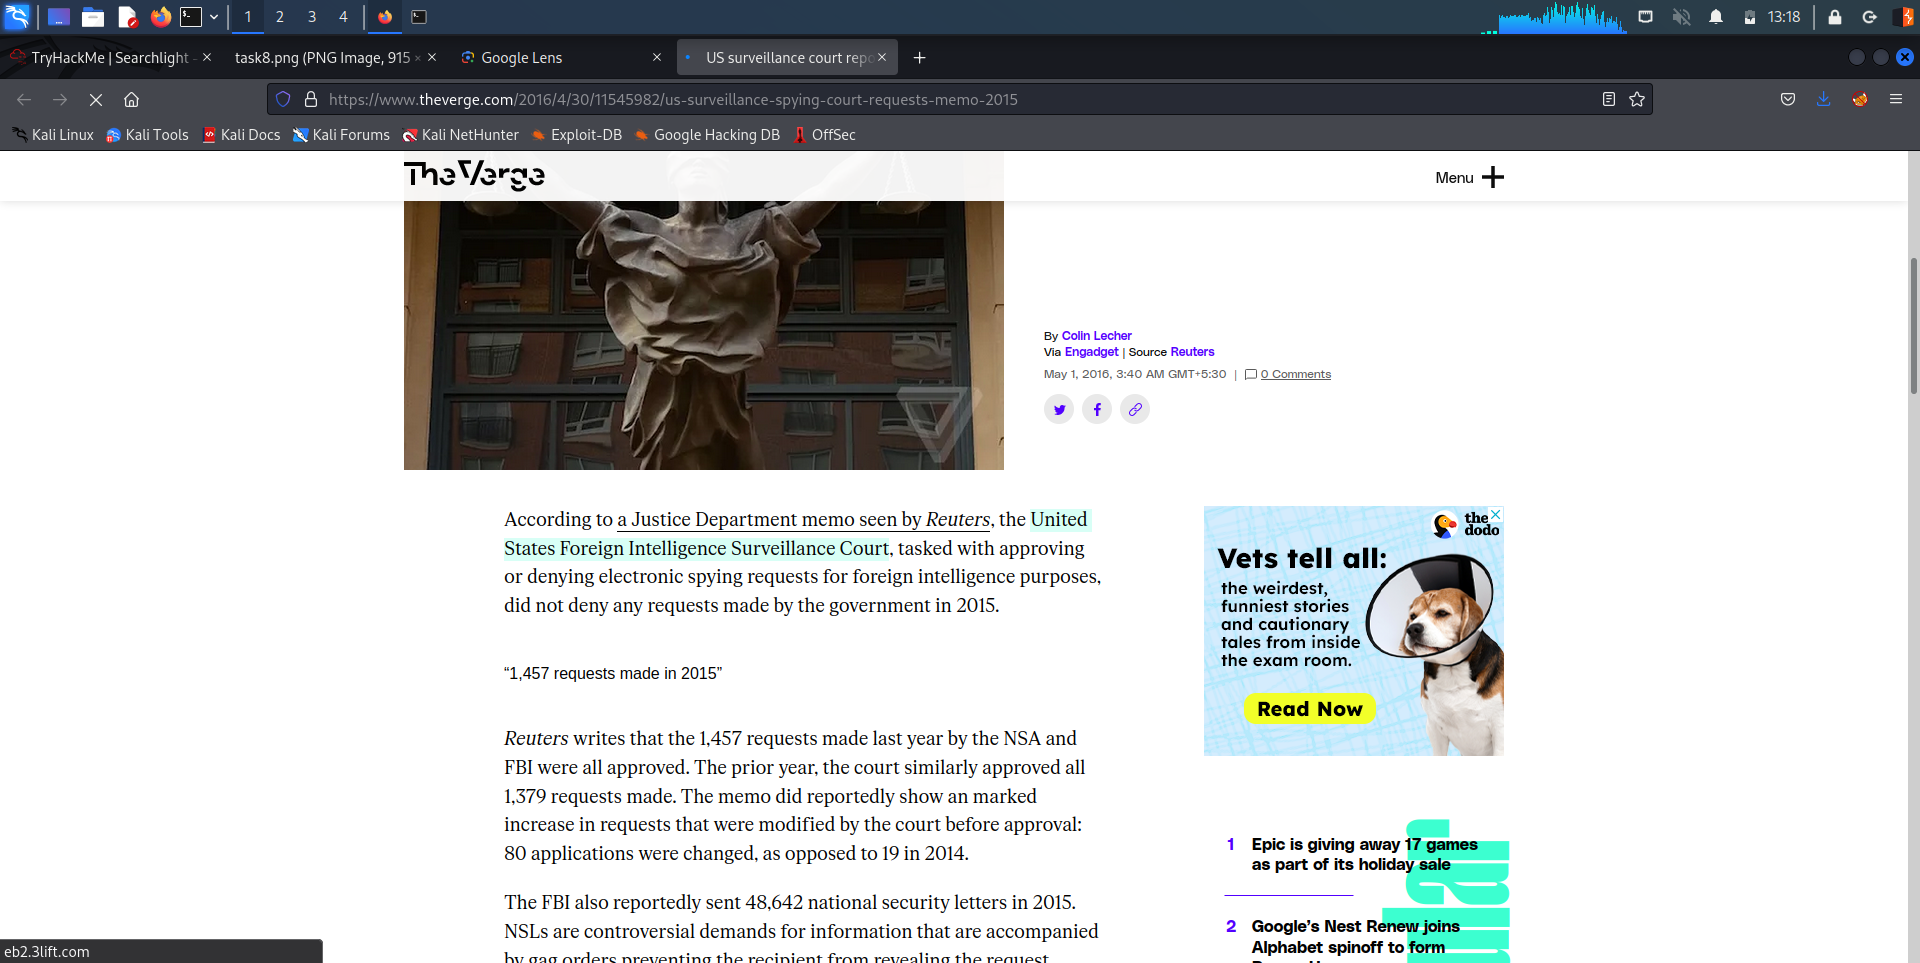 1 2 3 4
13:18
TryHackMe | Searchlight -
task8.png (PNG Image, 915 ×
Google Lens
US surveillance court repo
https://www.theverge.com/2016/4/30/11545982/us-surveillance-spying-court-requests-memo-2015
Kali Linux
Kali Tools
Kali Docs
Kali Forums
Kali NetHunter
Exploit-DB
Google Hacking DB
OffSec
TheVerge
Menu
By Colin Lecher
Via Engadget | Source Reuters
May 1, 2016, 3:40 AM GMT+5:30 | 0 Comments
According to a Justice Department memo seen by Reuters, the United
States Foreign Intelligence Surveillance Court, tasked with approving
or denying electronic spying requests for foreign intelligence purposes,
did not deny any requests made by the government in 2015.
“1,457 requests made in 2015”
Reuters writes that the 1,457 requests made last year by the NSA and
FBI were all approved. The prior year, the court similarly approved all
1,379 requests made. The memo did reportedly show an marked
increase in requests that were modified by the court before approval:
80 applications were changed, as opposed to 19 in 2014.
The FBI also reportedly sent 48,642 national security letters in 2015.
NSLs are controversial demands for information that are accompanied
by gag orders preventing the recipient from revealing the request
the
dodo
Vets tell all:
the weirdest,
funniest stories
and cautionary
tales from inside
the exam room.
Read Now
1 Epic is giving away 17 games
as part of its holiday sale
2 Google’s Nest Renew joins
Alphabet spinoff to form
eb2.3lift.com